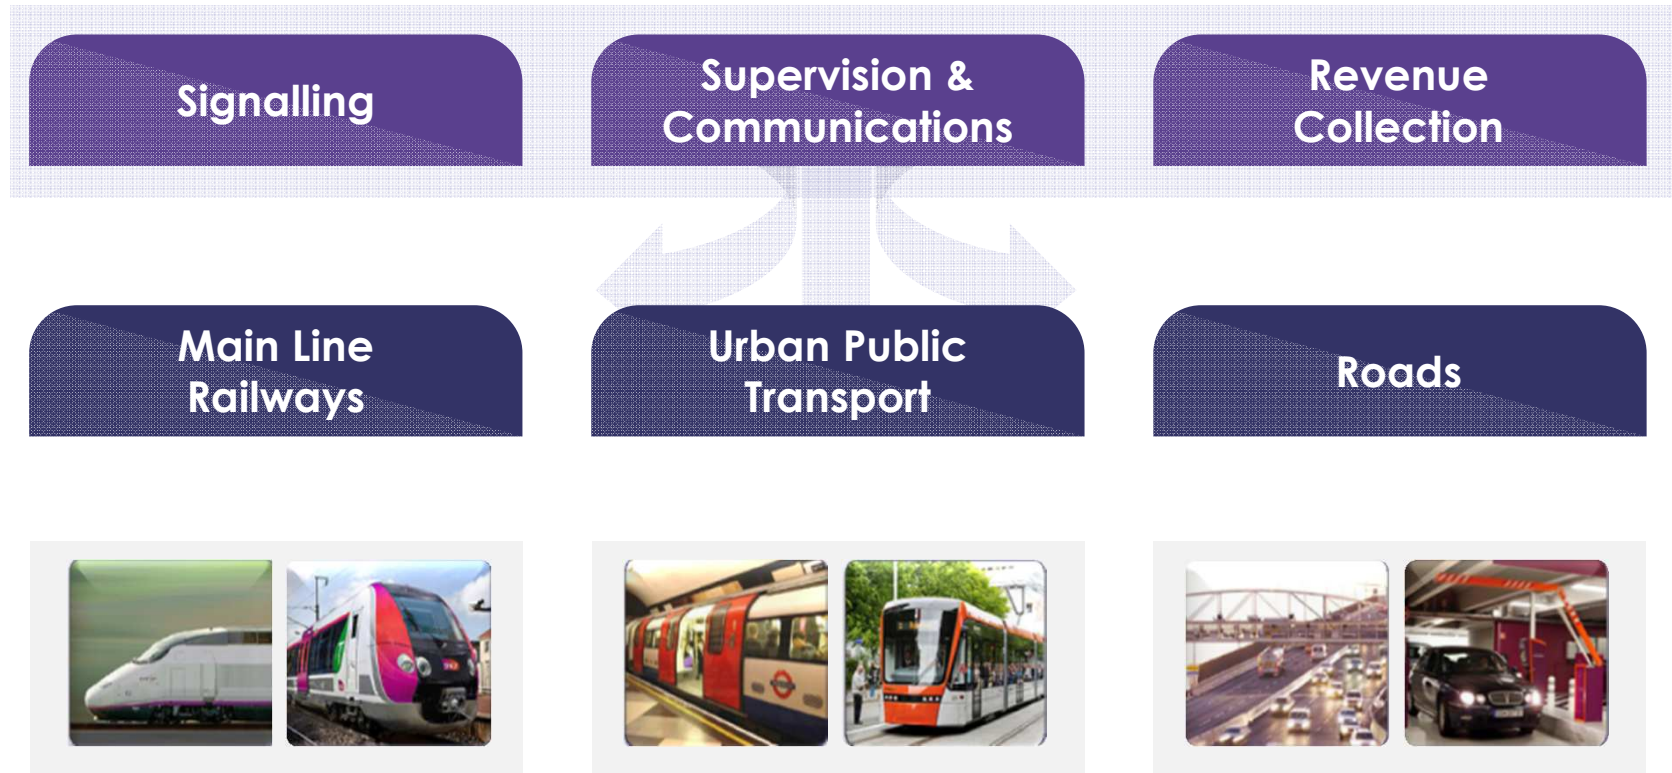 Signalling
Supervision &
Communications
Revenue
Collection
Main Line
Railways
Urban Public
Transport
Roads